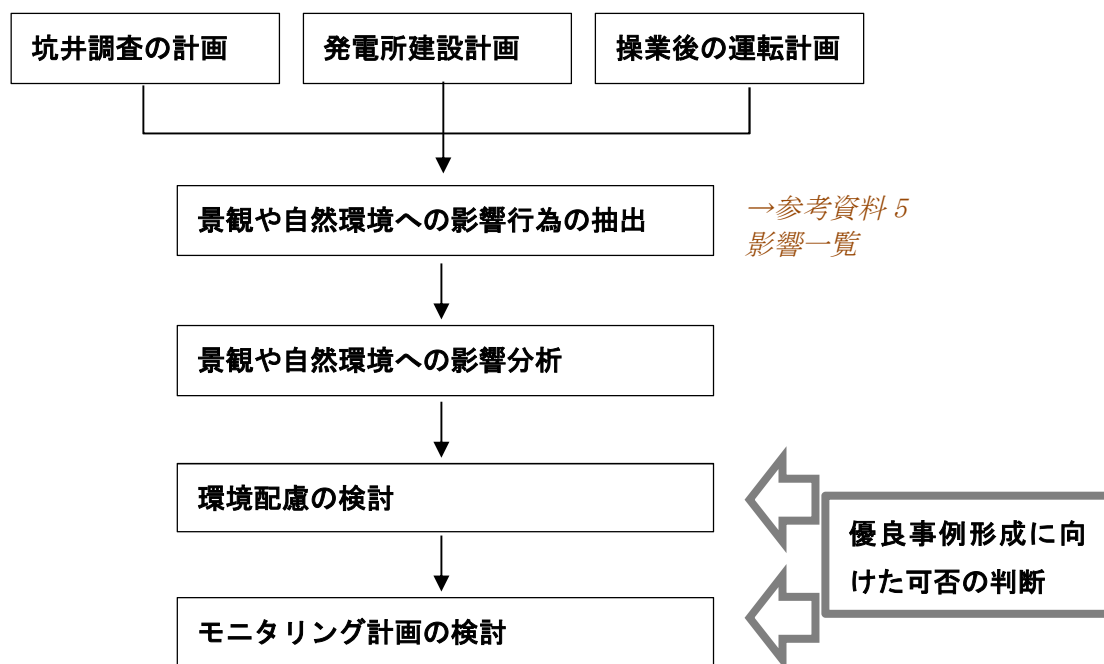 坑井調査の計画
発電所建設計画
操業後の運転計画
景観や自然環境への影響行為の抽出
→参考資料 5
影響一覧
景観や自然環境への影響分析
環境配慮の検討
優良事例形成に向
けた可否の判断
モニタリング計画の検討